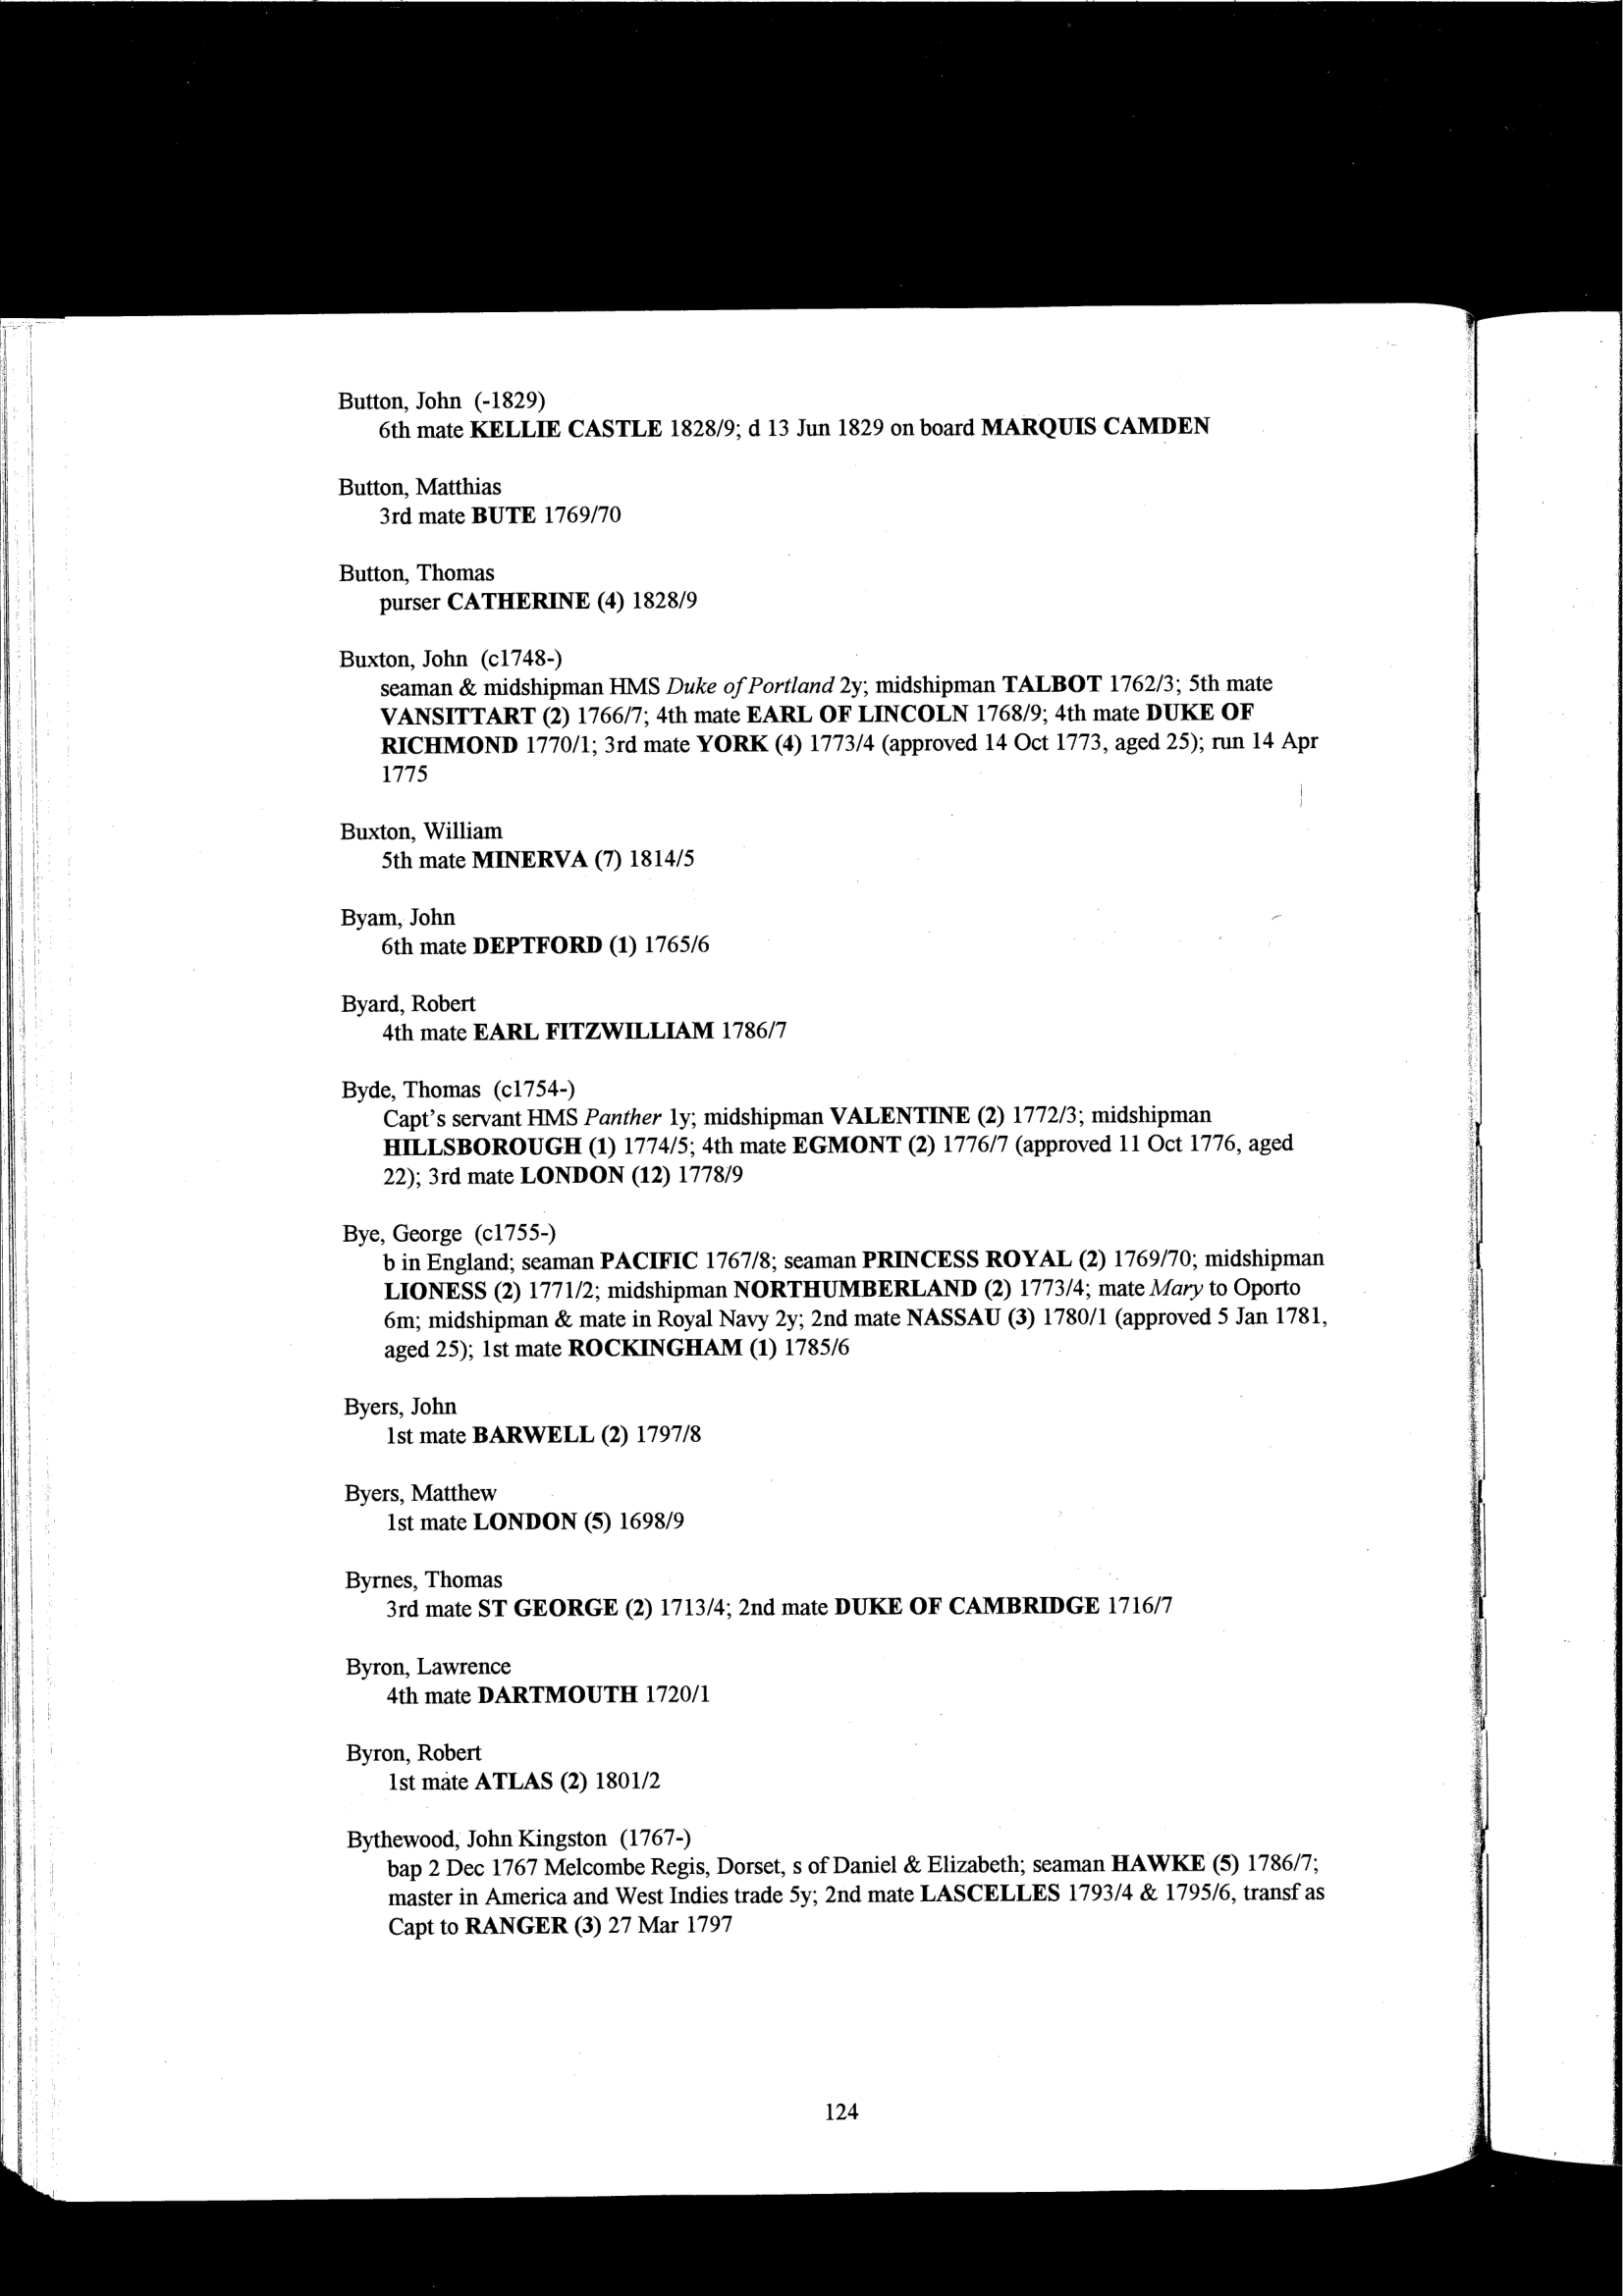 Button, John (-1829)
6th mate KELLIE CASTLE 1828/9; d 13 Jun 1829 on board MARQUIS CAMDEN
Button, Matthias
3rd mate BUTE 1769/70
Button, Thomas
purser CATHERINE (4) 1828/9
Buxton, John (c1748-)
seaman & midshipman HMS Duke of Portland 2y; midshipman TALBOT 1762/3; 5th mate
VANSITTART (2) 1766/7; 4th mate EARL OF LINCOLN 1768/9; 4th mate DUKE OF
RICHMOND 1770/1; 3rd mate YORK (4) 1773/4 (approved 14 Oct 1773, aged 25); run 14 Apr
1775
Buxton, William
5th mate MINERVA (7) 1814/5
Byam, John
6th mate DEPTFORD (1) 1765/6
Byard, Robert
4th mate EARL FITZWILLIAM 1786/7
Byde, Thomas (c1754-)
Capt's servant HMS Panther 1y; midshipman VALENTINE (2) 1772/3; midshipman
HILLSBOROUGH (1) 1774/5; 4th mate EGMONT (2) 1776/7 (approved 11 Oct 1776, aged
22); 3rd mate LONDON (12) 1778/9
Bye, George (c1755-)
b in England; seaman PACIFIC 1767/8; seaman PRINCESS ROYAL (2) 1769/70; midshipman
LIONESS (2) 1771/2; midshipman NORTHUMBERLAND (2) 1773/4; mate Mary to Oporto
6m; midshipman & mate in Royal Navy 2y; 2nd mate NASSAU (3) 1780/1 (approved 5 Jan 1781,
aged 25); 1st mate ROCKINGHAM (1) 1785/6
Byers, John
1st mate BARWELL (2) 1797/8
Byers, Matthew
1st mate LONDON (5) 1698/9
Byrnes, Thomas
3rd mate ST GEORGE (2) 1713/4; 2nd mate DUKE OF CAMBRIDGE 1716/7
Byron, Lawrence
4th mate DARTMOUTH 1720/1
Byron, Robert
1st mate ATLAS (2) 1801/2
Bythewood, John Kingston (1767-)
bap 2 Dec 1767 Melcombe Regis, Dorset, s of Daniel & Elizabeth; seaman HAWKE (5) 1786/7;
master in America and West Indies trade 5y; 2nd mate LASCELLES 1793/4 & 1795/6, transf as
Capt to RANGER (3) 27 Mar 1797
124